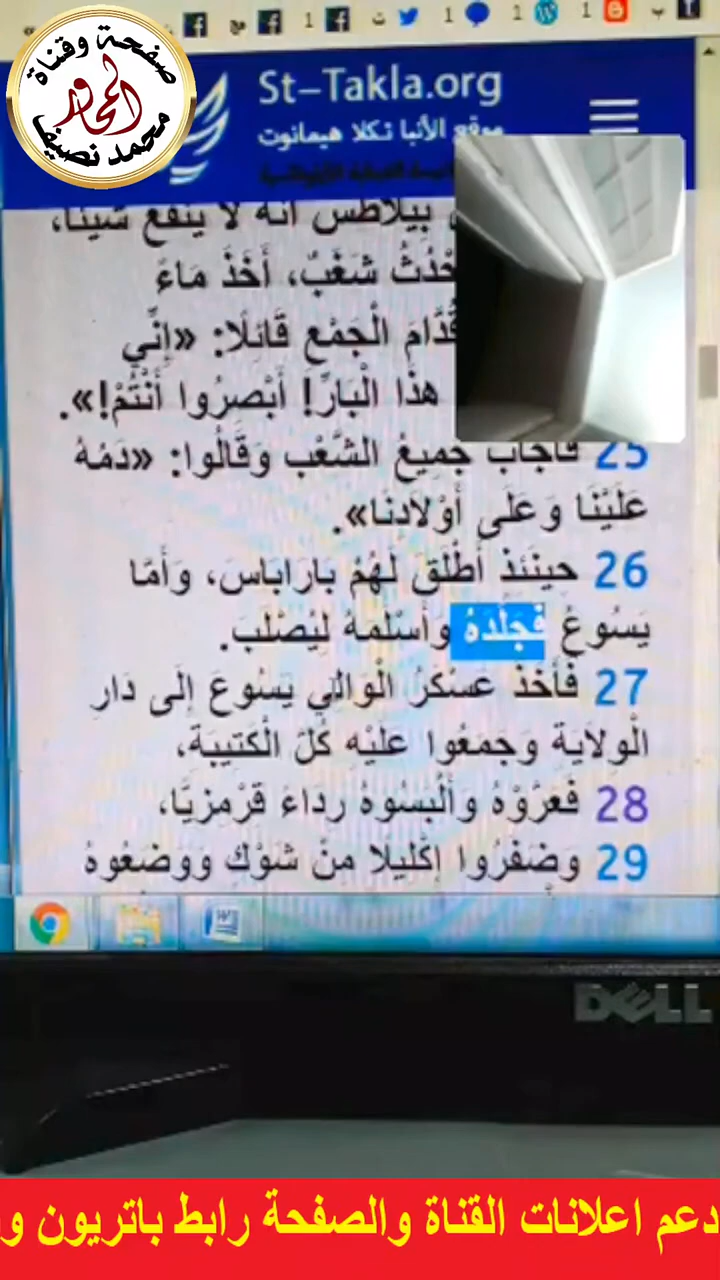 صفحة وقناة
المحاور
محمد نصيف
St-Takla.org
موقع الأنبا تكلا هيمانوت
بِيلاَطُسُ أَنَّهُ لاَ يَنْفَعُ شَيْئًا،
شَغَبٌ، أَخَذَ مَاءً
قُدَّامَ الْجَمْعِ قَائِلًا: «إِنِّي
هذَا الْبَارِّ! أَبْصِرُوا أَنْتُمْ!».
25 فَأَجَابَ جَمِيعُ الشَّعْبِ وَقَالُوا: «دَمُهُ
عَلَيْنَا وَعَلَى أَوْلاَدِنَا».
26 حِينَئِذٍ أَطْلَقَ لَهُمْ بَارَابَاسَ، وَأَمَّا
يَسُوعُ فَجَلَدَهُ وَأَسْلَمَهُ لِيُصْلَبَ.
27 فَأَخَذَ عَسْكَرُ الْوَالِي يَسُوعَ إِلَى دَارِ
الْوِلاَيَةِ وَجَمَعُوا عَلَيْهِ كُلَّ الْكَتِيبَةِ،
28 فَعَرَّوْهُ وَأَلْبَسُوهُ رِدَاءً قِرْمِزِيًّا،
29 وَضَفَرُوا إِكْلِيلًا مِنْ شَوْكٍ وَوَضَعُوهُ
DELL
دعم اعلانات القناة والصفحة رابط باتريون و